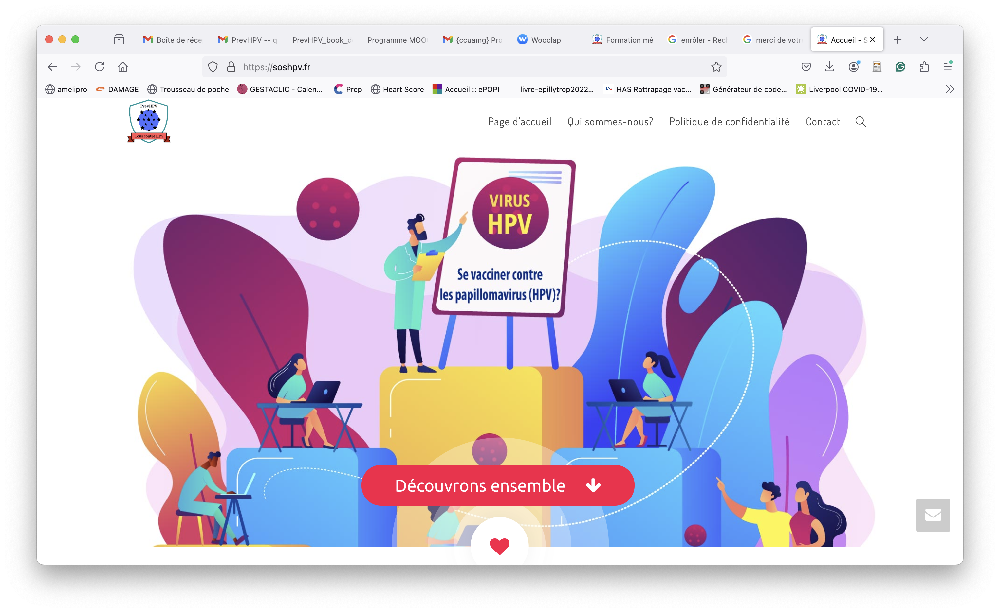 Boîte de réce
PrevHPV -- q
PrevHPV_book_d
Programme MOO
{ccuamg} Pro
Wooclap
Formation mé
enrôler - Recl
merci de votr
Accueil - S
https://soshpv.fr
amelipro
DAMAGE
Trousseau de poche
GESTACLIC - Calen...
Prep
Heart Score
Accueil :: ePOPI
livre-epillytrop2022...
HAS
HAS Rattrapage vac...
Générateur de code...
Liverpool COVID-19...
PrevHPV
Tous contre HPV
Page d'accueil
Qui sommes-nous?
Politique de confidentialité
Contact
VIRUS
HPV
Se vacciner contre
les papillomavirus (HPV)?
Découvrons ensemble